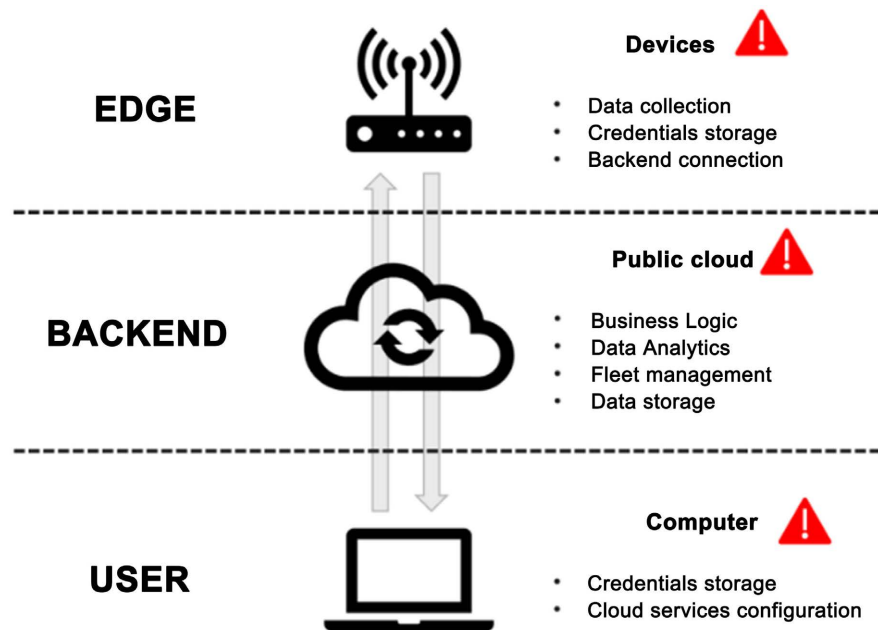 EDGE
Devices
• Data collection
• Credentials storage
• Backend connection
BACKEND
Public cloud
• Business Logic
• Data Analytics
• Fleet management
• Data storage
USER
Computer
• Credentials storage
• Cloud services configuration